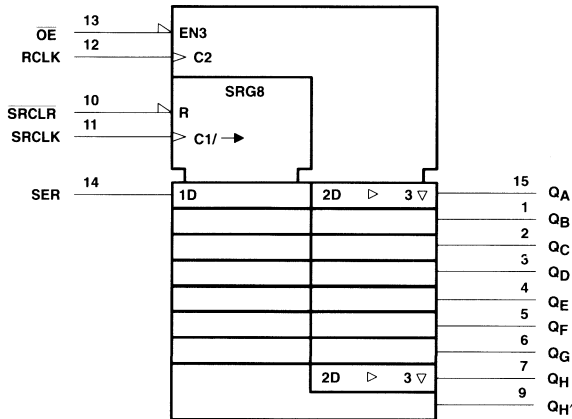 13
OE
EN3
12
RCLK
C2
SRG8
10
SRCLR
R
11
SRCLK
C1/
14
SER
1D
2D
3
15
QA
1
QB
2
QC
3
QD
4
QE
5
QF
6
QG
7
2D
3
QH
9
QH'